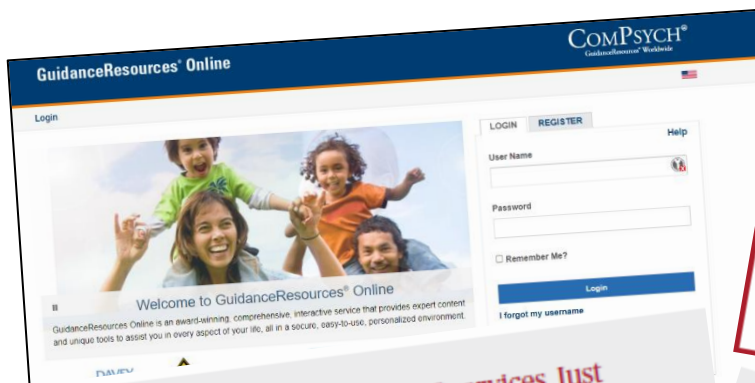 GuidanceResources® Online
COMPSYCH®
GuidanceResources® Worldwide
Login
LOGIN
REGISTER
Help
User Name
Password
Remember Me?
Login
I forgot my username
Welcome to GuidanceResources® Online
GuidanceResources Online is an award-winning, comprehensive, interactive service that provides expert content
and unique tools to assist you in every aspect of your life, all in a secure, easy-to-use, personalized environment.
DAVEY
Services Just